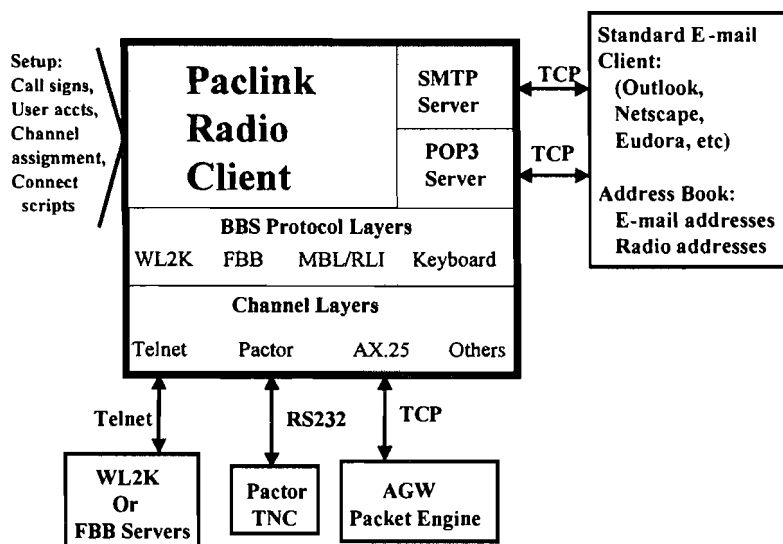 Setup:
Call signs,
User accts,
Channel
assignment,
Connect
scripts
Paclink
Radio
Client
SMTP
Server
POP3
Server
TCP
TCP
Standard E-mail
Client:
(Outlook,
Netscape,
Eudora, etc)
Address Book:
E-mail addresses
Radio addresses
BBS Protocol Layers
WL2K FBB MBL/RLI Keyboard
Channel Layers
Telnet Pactor AX.25 Others
Telnet RS232 TCP
WL2K
Or
FBB Servers
Pactor
TNC
AGW
Packet Engine